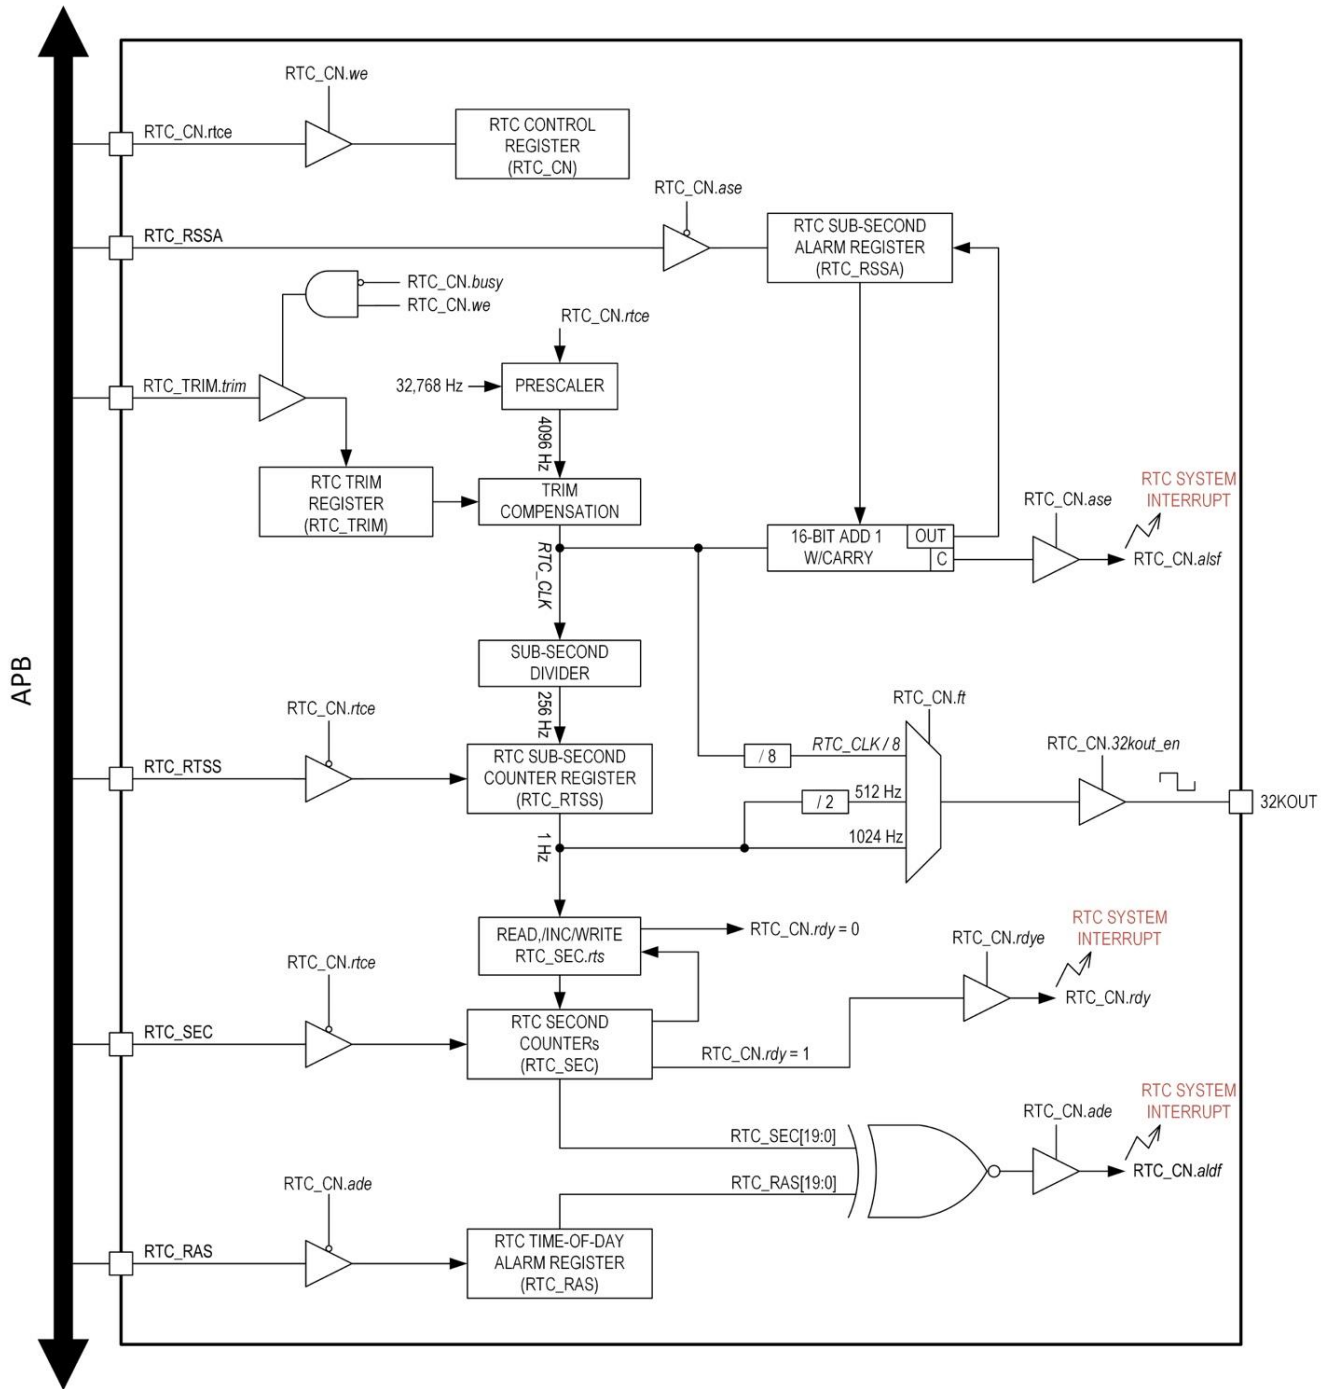 RTC_CN.we
RTC_CN.rtce
RTC CONTROL
REGISTER
(RTC_CN)
RTC_CN.ase
RTC_RSSA
RTC SUB-SECOND
ALARM REGISTER
(RTC_RSSA)
RTC_CN.busy
RTC_CN.we
RTC_CN.rtce
RTC_TRIM.trim
32,768 Hz
PRESCALER
4096 Hz
RTC TRIM
REGISTER
(RTC_TRIM)
TRIM
COMPENSATION
RTC SYSTEM
INTERRUPT
RTC_CN.ase
16-BIT ADD 1
W/CARRY
OUT
C
RTC_CN.alsf
RTC_CLK
SUB-SECOND
DIVIDER
APB
256 Hz
RTC_CN.ft
RTC_CN.rtce
RTC_CLK / 8
/ 8
RTC_CN.32kout_en
RTC_RTSS
RTC SUB-SECOND
COUNTER REGISTER
(RTC_RTSS)
/ 2
512 Hz
32KOUT
1024 Hz
1 Hz
READ,/INC/WRITE
RTC_SEC.rts
RTC_CN.rdy = 0
RTC SYSTEM
INTERRUPT
RTC_CN.rdye
RTC_CN.rdy
RTC_CN.rtce
RTC_SEC
RTC SECOND
COUNTERs
(RTC_SEC)
RTC_CN.rdy = 1
RTC SYSTEM
INTERRUPT
RTC_CN.ade
RTC_SEC[19:0]
RTC_CN.aldf
RTC_RAS[19:0]
RTC_CN.ade
RTC_RAS
RTC TIME-OF-DAY
ALARM REGISTER
(RTC_RAS)